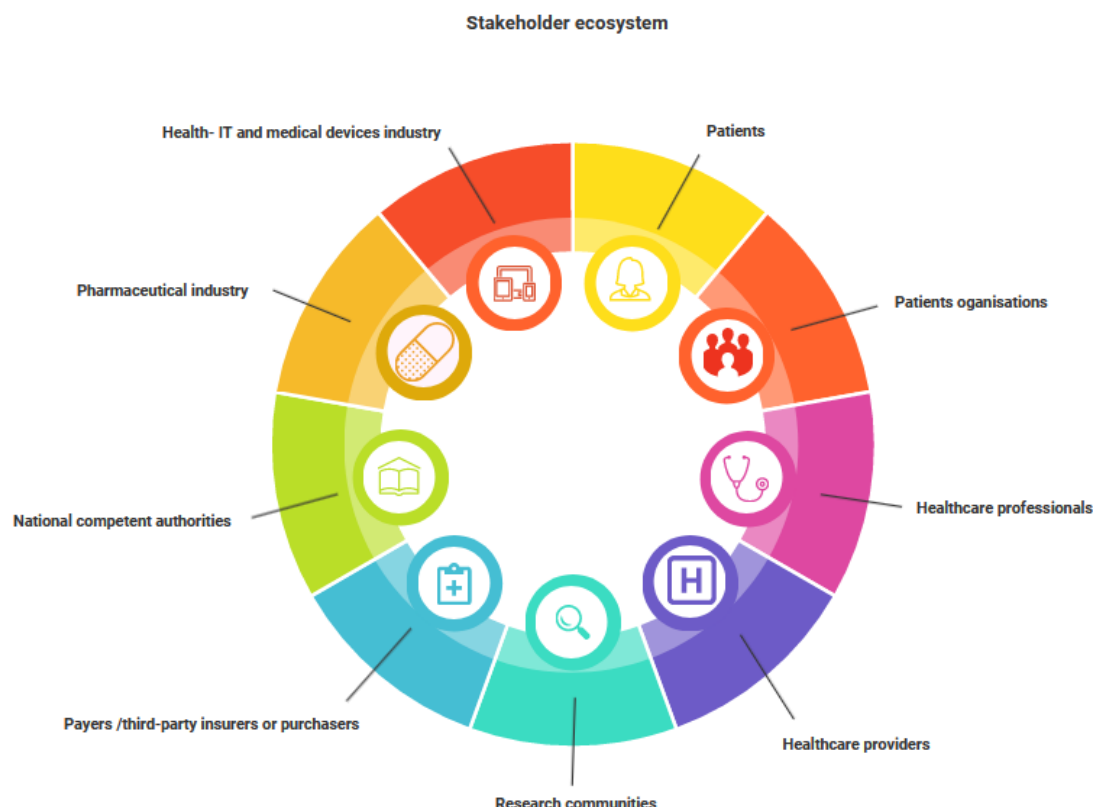 Stakeholder ecosystem
Health- IT and medical devices industry
Patients
Pharmaceutical industry
Patients oganisations
National competent authorities
Healthcare professionals
H
Payers /third-party insurers or purchasers
Healthcare providers
Research communities